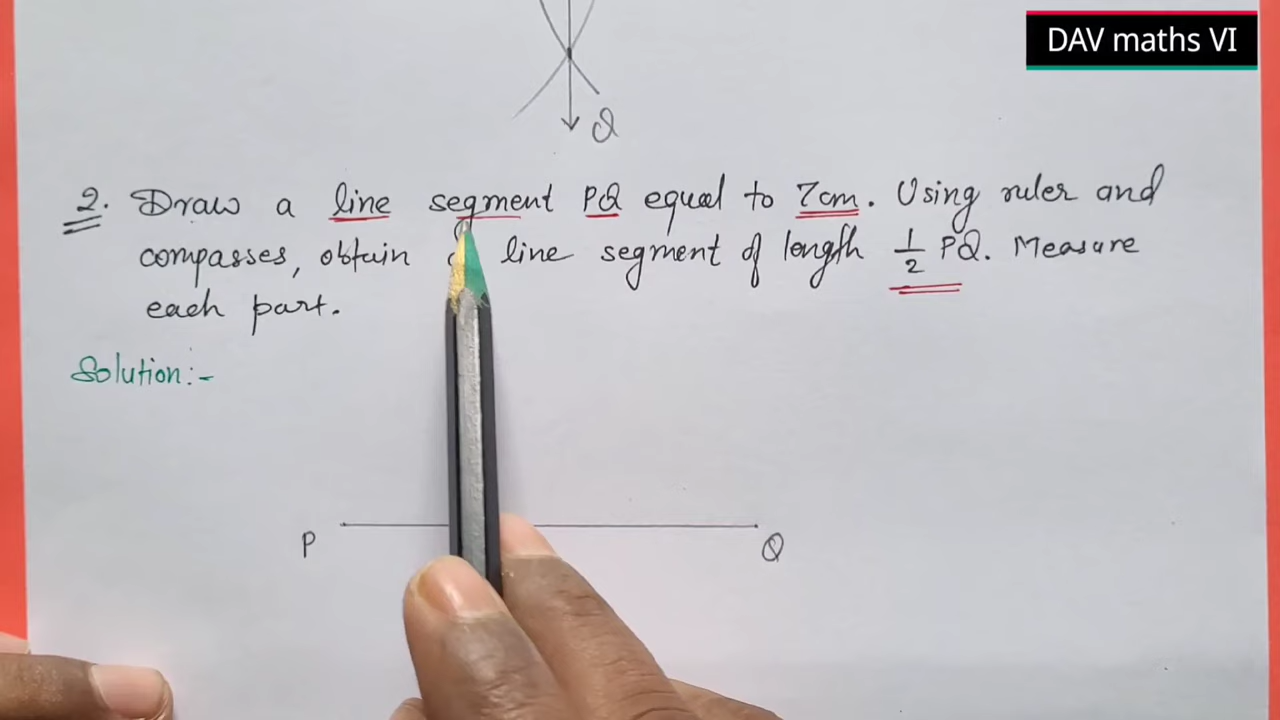 DAV maths VI
Q
2. Draw a line segment PQ equal to 7cm. Using ruler and
compasses, obtain line segment of length 1/2 PQ. Measure
each part.
Solution:-
P Q